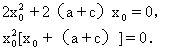 2x₀²+2（a+c）x₀=0,
x₀²[x₀+（a+c）]=0.